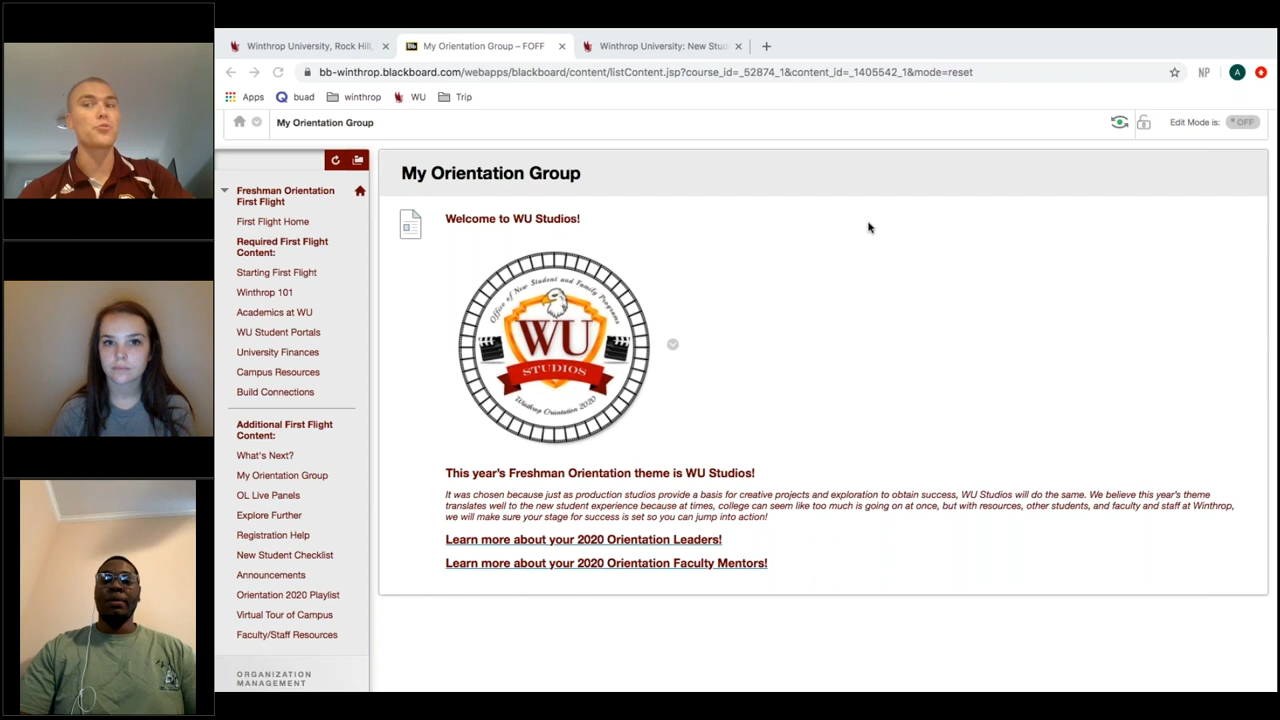 Winthrop University, Rock Hill,
My Orientation Group – FOFF
Winthrop University: New Stud
bb-winthrop.blackboard.com/webapps/blackboard/content/listContent.jsp?course_id=_52874_1&content_id=_1405542_1&mode=reset
NP
A
Apps
buad
winthrop
WU
Trip
My Orientation Group
Edit Mode is:
OFF
Freshman Orientation
First Flight
First Flight Home
Required First Flight
Content:
Starting First Flight
Winthrop 101
Academics at WU
WU Student Portals
University Finances
Campus Resources
Build Connections
Additional First Flight
Content:
What's Next?
My Orientation Group
OL Live Panels
Explore Further
Registration Help
New Student Checklist
Announcements
Orientation 2020 Playlist
Virtual Tour of Campus
Faculty/Staff Resources
ORGANIZATION
MANAGEMENT
My Orientation Group
Welcome to WU Studios!
Office of New Student and Family Programs
WU
STUDIOS
Winthrop Orientation 2020
This year's Freshman Orientation theme is WU Studios!
It was chosen because just as production studios provide a basis for creative projects and exploration to obtain success, WU Studios will do the same. We believe this year's theme
translates well to the new student experience because at times, college can seem like too much is going on at once, but with resources, other students, and faculty and staff at Winthrop,
we will make sure your stage for success is set so you can jump into action!
Learn more about your 2020 Orientation Leaders!
Learn more about your 2020 Orientation Faculty Mentors!